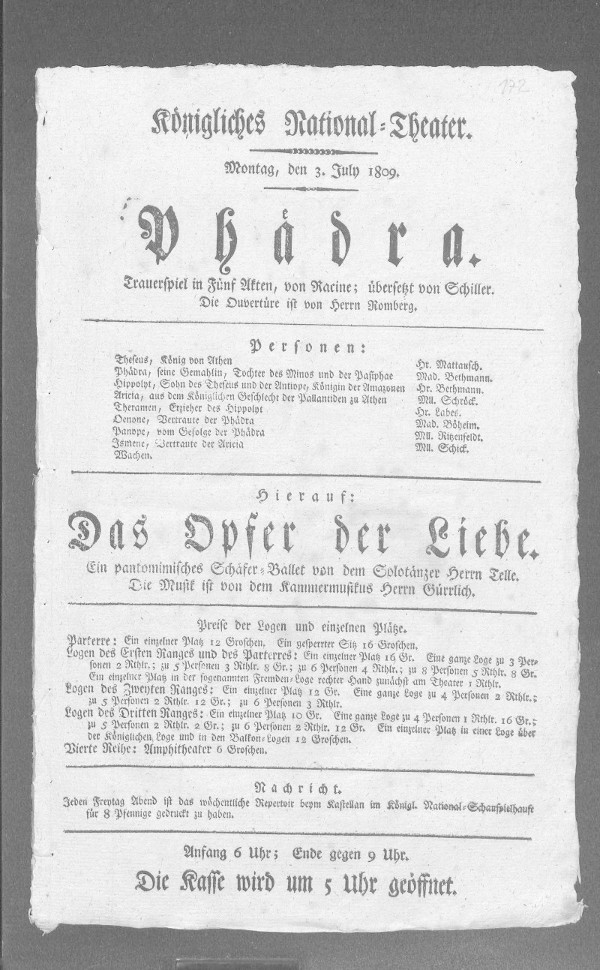 172
Königliches National-Theater.
Montag, den 3. July 1809.
Phädra.
Trauerspiel in Fünf Akten, von Racine; übersetzt von Schiller.
Die Ouvertüre ist von Herrn Romberg.
Personen:
Theseus, König von Athen Hr. Mattausch.
Phädra, seine Gemahlin, Tochter des Minos und der Pasiphae Mad. Bethmann.
Hippolyt, Sohn des Theseus und der Antiope, Königin der Amazonen Hr. Bethmann.
Aricia, aus dem Königlichen Geschlecht der Pallantiden zu Athen Mll. Schröck.
Theramen, Erzieher des Hippolyt Hr. Labes.
Oenone, Vertraute der Phädra Mad. Böheim.
Panope, vom Gefolge der Phädra Mll. Ritzenfeldt.
Ismene, Vertraute der Aricia Mll. Schick.
Wachen.
Hierauf:
Das Opfer der Liebe.
Ein pantomimisches Schäfer-Ballet von dem Solotänzer Herrn Telle.
Die Musik ist von dem Kammermusikus Herrn Gürrlich.
Preise der Logen und einzelnen Plätze.
Parterre: Ein einzelner Platz 12 Groschen. Ein gesperrter Sitz 16 Groschen.
Logen des Ersten Ranges und des Parterres: Ein einzelner Platz 16 Gr. Eine ganze Loge zu 3 Per-
sonen 2 Rthlr.; zu 5 Personen 3 Rthlr. 8 Gr.; zu 6 Personen 4 Rthlr.; zu 8 Personen 5 Rthlr. 8 Gr.
Ein einzelner Platz in der sogenannten Fremden-Loge rechter Hand zunächst am Theater 1 Rthlr.
Logen des Zweyten Ranges: Ein einzelner Platz 12 Gr. Eine ganze Loge zu 4 Personen 2 Rthlr.;
zu 5 Personen 2 Rthlr. 12 Gr.; zu 6 Personen 3 Rthlr.
Logen des Dritten Ranges: Ein einzelner Platz 10 Gr. Eine ganze Loge zu 4 Personen 1 Rthlr. 16 Gr.;
zu 5 Personen 2 Rthlr. 2 Gr.; zu 6 Personen 2 Rthlr. 12 Gr. Ein einzelner Platz in einer Loge über
der Königlichen Loge und in den Balkon-Logen 12 Groschen.
Vierte Reihe: Amphitheater 6 Groschen.
Nachricht.
Jeden Freytag Abend ist das wöchentliche Repertoir beym Kastellan im Königl. National-Schauspielhause
für 8 Pfennige gedruckt zu haben.
Anfang 6 Uhr; Ende gegen 9 Uhr.
Die Kasse wird um 5 Uhr geöffnet.